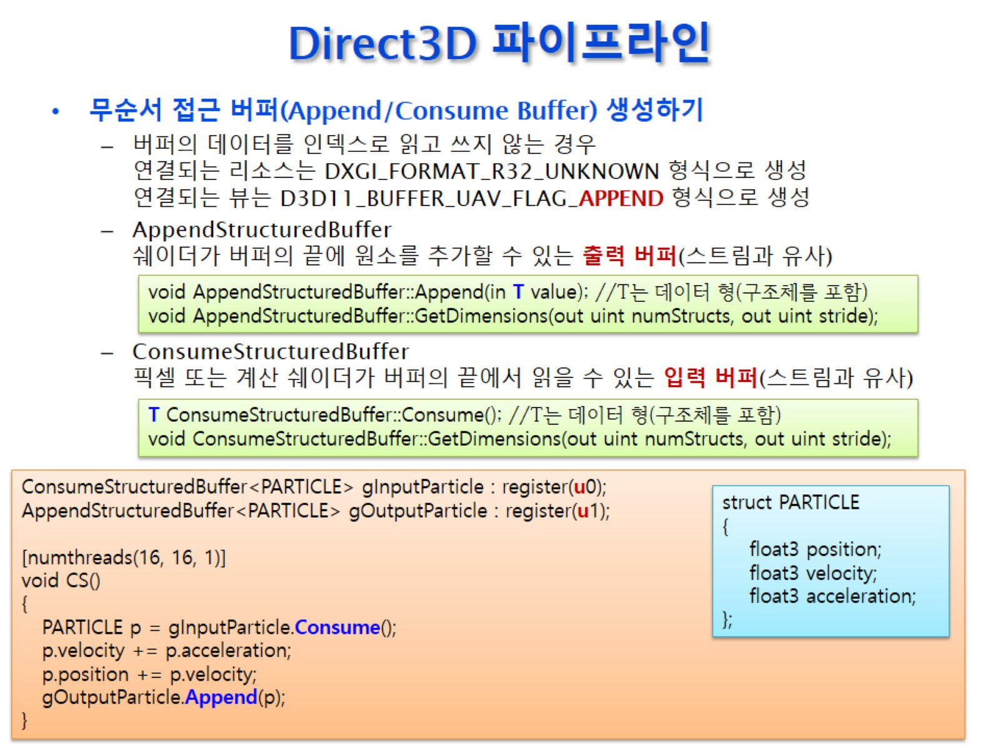 Direct3D 파이프라인
• 무순서 접근 버퍼(Append/Consume Buffer) 생성하기
– 버퍼의 데이터를 인덱스로 읽고 쓰지 않는 경우
연결되는 리소스는 DXGI_FORMAT_R32_UNKNOWN 형식으로 생성
연결되는 뷰는 D3D11_BUFFER_UAV_FLAG_APPEND 형식으로 생성
– AppendStructuredBuffer
쉐이더가 버퍼의 끝에 원소를 추가할 수 있는 출력 버퍼(스트림과 유사)
void AppendStructuredBuffer::Append(in T value); //T는 데이터 형(구조체를 포함)
void AppendStructuredBuffer::GetDimensions(out uint numStructs, out uint stride);
– ConsumeStructuredBuffer
픽셀 또는 계산 쉐이더가 버퍼의 끝에서 읽을 수 있는 입력 버퍼(스트림과 유사)
T ConsumeStructuredBuffer::Consume(); //T는 데이터 형(구조체를 포함)
void ConsumeStructuredBuffer::GetDimensions(out uint numStructs, out uint stride);
ConsumeStructuredBuffer<PARTICLE> gInputParticle : register(u0);
AppendStructuredBuffer<PARTICLE> gOutputParticle : register(u1);
[numthreads(16, 16, 1)]
void CS()
{
PARTICLE p = gInputParticle.Consume();
p.velocity += p.acceleration;
p.position += p.velocity;
gOutputParticle.Append(p);
}
struct PARTICLE
{
float3 position;
float3 velocity;
float3 acceleration;
};